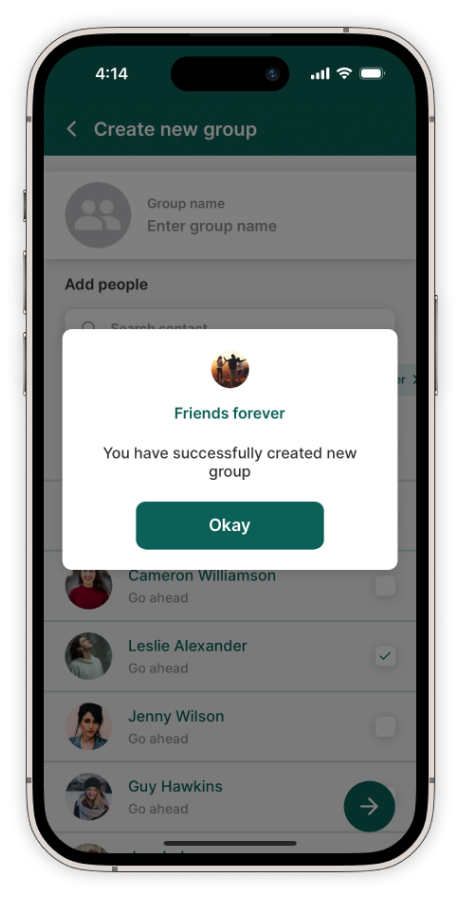 4:14
Create new group
Group name
Enter group name
Add people
Search contact
Friends forever
You have successfully created new
group
Okay
Cameron Williamson
Go ahead
Leslie Alexander
Go ahead
Jenny Wilson
Go ahead
Guy Hawkins
Go ahead